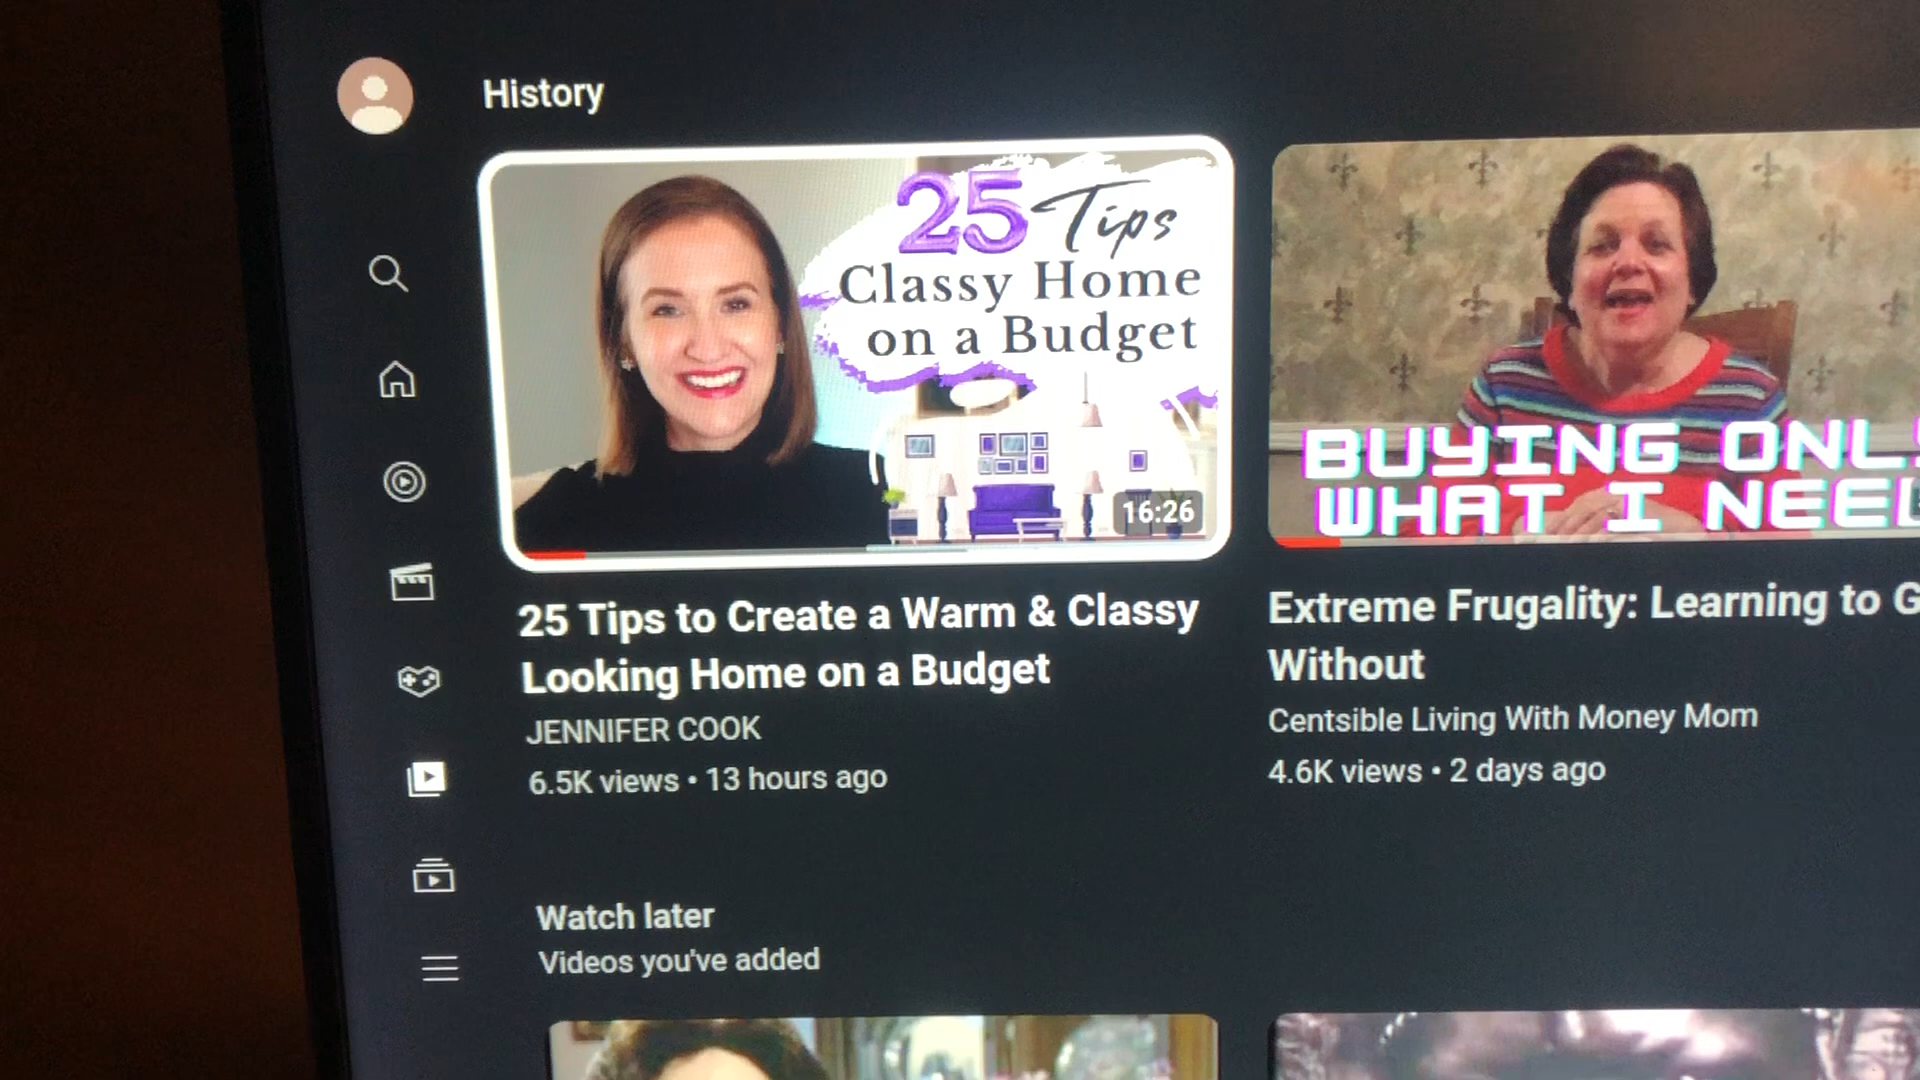 History
25 Tips
Classy Home
on a Budget
16:26
BUYING ONL
WHAT I NEE
25 Tips to Create a Warm & Classy
Looking Home on a Budget
JENNIFER COOK
6.5K views • 13 hours ago
Extreme Frugality: Learning to G
Without
Centsible Living With Money Mom
4.6K views • 2 days ago
Watch later
Videos you've added